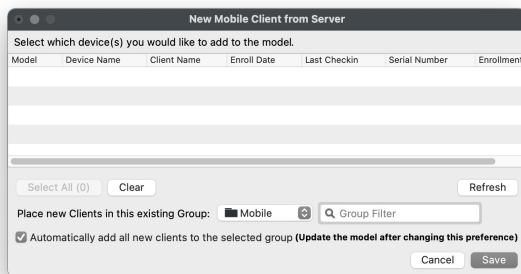 New Mobile Client from Server
Select which device(s) you would like to add to the model.
Model Device Name Client Name Enroll Date Last Checkin Serial Number Enrollment
Select All (0) Clear Refresh
Place new Clients in this existing Group: Mobile Group Filter
Automatically add all new clients to the selected group (Update the model after changing this preference)
Cancel Save